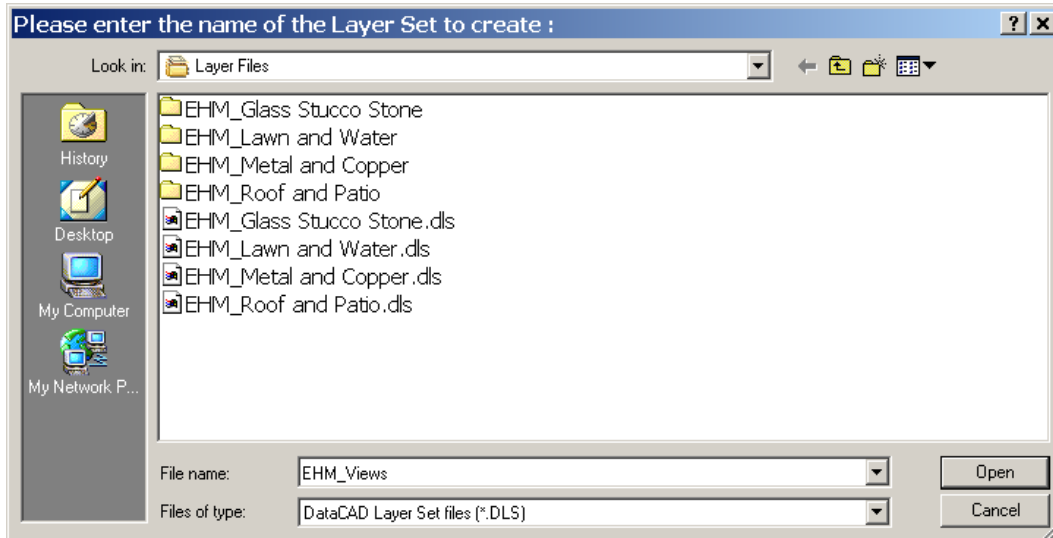 Please enter the name of the Layer Set to create :
Look in: Layer Files
History
Desktop
My Computer
My Network P...
EHM_Glass Stucco Stone
EHM_Lawn and Water
EHM_Metal and Copper
EHM_Roof and Patio
EHM_Glass Stucco Stone.dls
EHM_Lawn and Water.dls
EHM_Metal and Copper.dls
EHM_Roof and Patio.dls
File name: EHM_Views Open
Files of type: DataCAD Layer Set files (*.DLS) Cancel